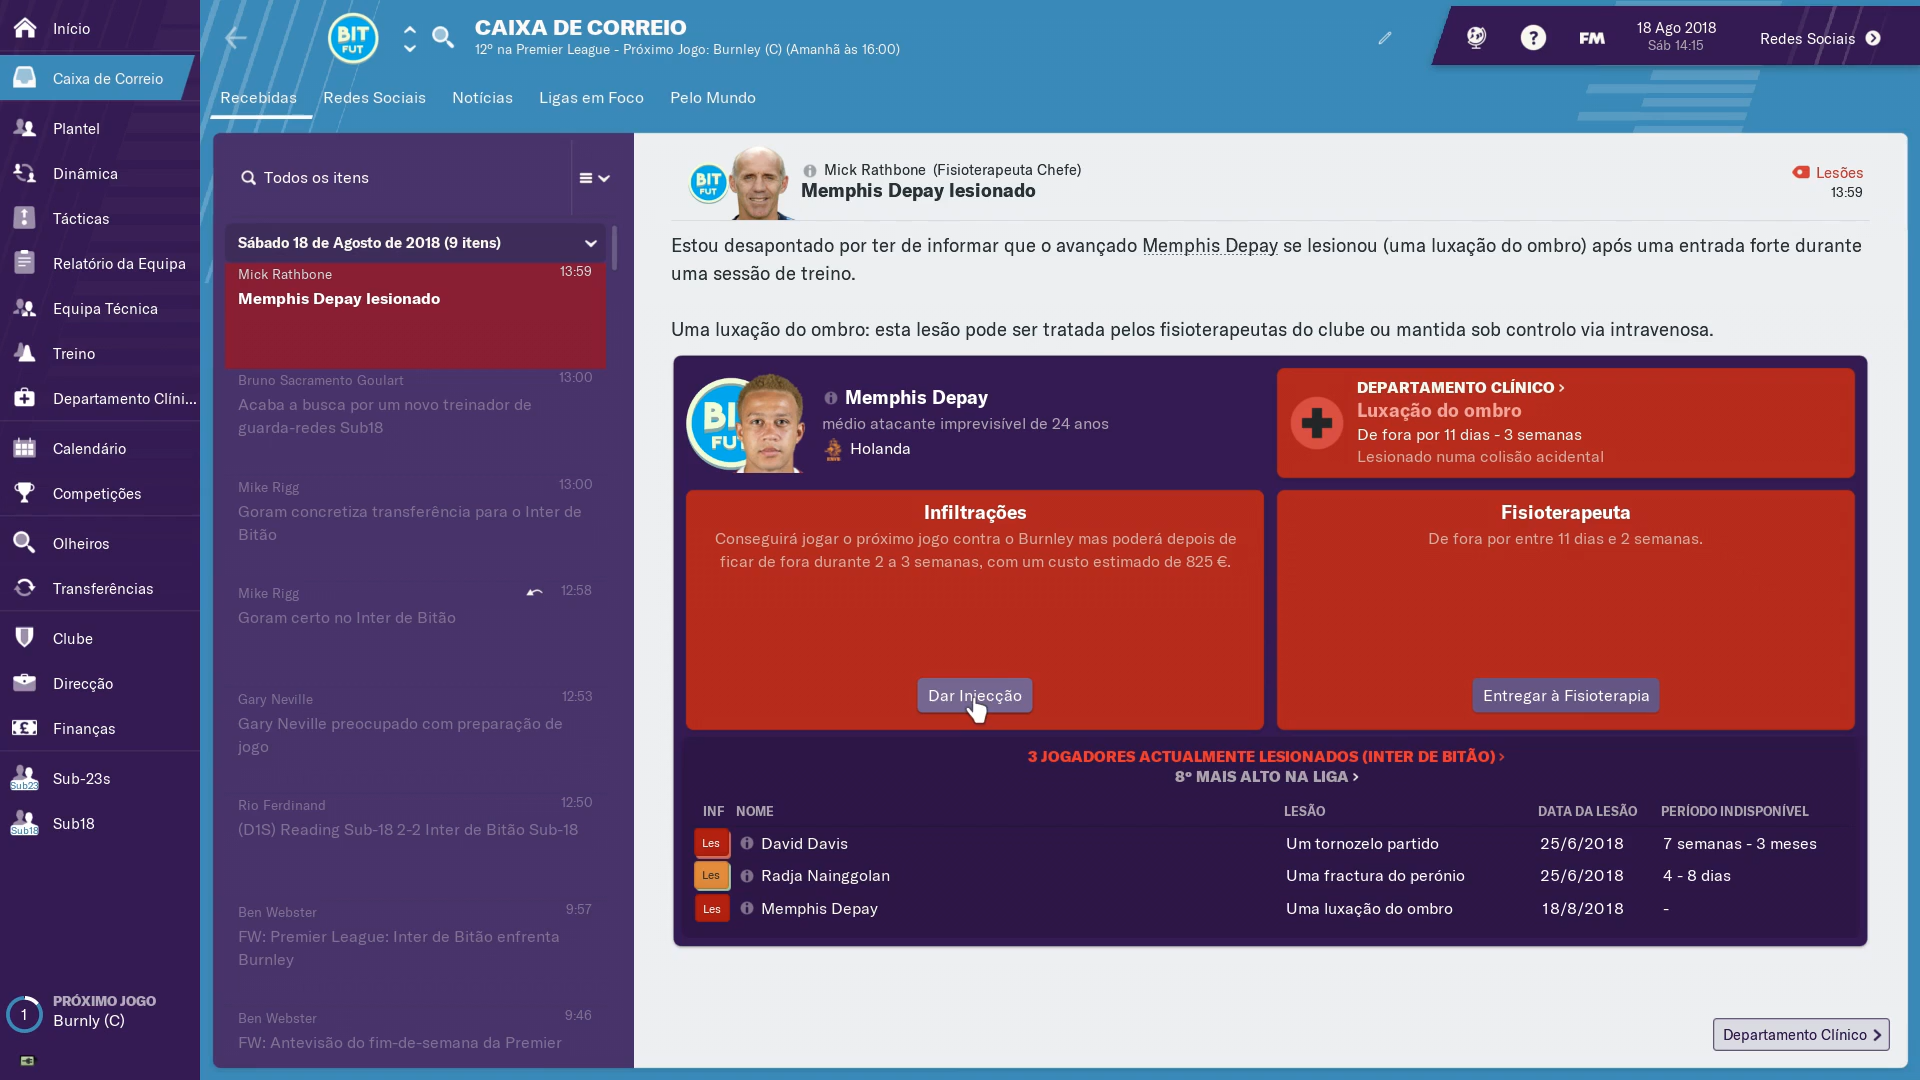 Início
Caixa de Correio
Plantel
Dinâmica
Tácticas
Relatório da Equipa
Equipa Técnica
Treino
Departamento Clíni...
Calendário
Competições
Olheiros
Transferências
Clube
Direcção
Finanças
Sub23
Sub-23s
Sub18
Sub18
PRÓXIMO JOGO
1
Burnly (C)
BIT
FUT
CAIXA DE CORREIO
12º na Premier League - Próximo Jogo: Burnley (C) (Amanhã às 16:00)
?
FM
18 Ago 2018
Sáb 14:15
Redes Sociais
Recebidas
Redes Sociais
Notícias
Ligas em Foco
Pelo Mundo
Todos os itens
Sábado 18 de Agosto de 2018 (9 itens)
Mick Rathbone 13:59
Memphis Depay lesionado
Bruno Sacramento Goulart 13:00
Acaba a busca por um novo treinador de
guarda-redes Sub18
Mike Rigg 13:00
Goram concretiza transferência para o Inter de
Bitão
Mike Rigg 12:58
Goram certo no Inter de Bitão
Gary Neville 12:53
Gary Neville preocupado com preparação de
jogo
Rio Ferdinand 12:50
(D1S) Reading Sub-18 2-2 Inter de Bitão Sub-18
Ben Webster 9:57
FW: Premier League: Inter de Bitão enfrenta
Burnley
Ben Webster 9:46
FW: Antevisão do fim-de-semana da Premier
BIT
FUT
Mick Rathbone (Fisioterapeuta Chefe)
Memphis Depay lesionado
Lesões
13:59
Estou desapontado por ter de informar que o avançado Memphis Depay se lesionou (uma luxação do ombro) após uma entrada forte durante
uma sessão de treino.
Uma luxação do ombro: esta lesão pode ser tratada pelos fisioterapeutas do clube ou mantida sob controlo via intravenosa.
Memphis Depay
médio atacante imprevisível de 24 anos
Holanda
DEPARTAMENTO CLÍNICO >
Luxação do ombro
De fora por 11 dias - 3 semanas
Lesionado numa colisão acidental
Infiltrações
Conseguirá jogar o próximo jogo contra o Burnley mas poderá depois de
ficar de fora durante 2 a 3 semanas, com um custo estimado de 825 €.
Dar Injecção
Fisioterapeuta
De fora por entre 11 dias e 2 semanas.
Entregar à Fisioterapia
3 JOGADORES ACTUALMENTE LESIONADOS (INTER DE BITÃO) >
8º MAIS ALTO NA LIGA >
INF NOME LESÃO DATA DA LESÃO PERÍODO INDISPONÍVEL
Les David Davis Um tornozelo partido 25/6/2018 7 semanas - 3 meses
Les Radja Nainggolan Uma fractura do perónio 25/6/2018 4 - 8 dias
Les Memphis Depay Uma luxação do ombro 18/8/2018 -
Departamento Clínico >